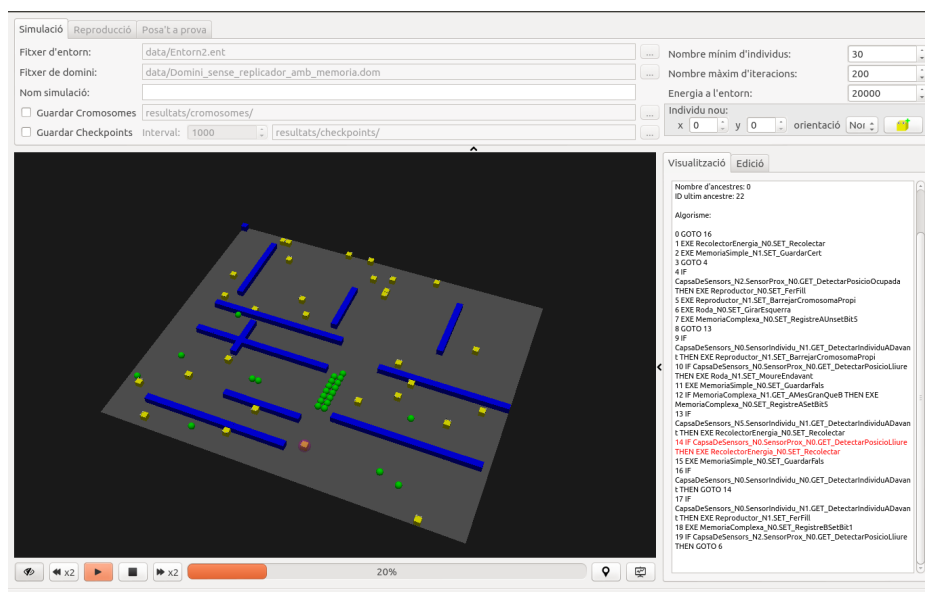 Simulació Reproducció Posa't a prova
Fitxer d'entorn: data/Entorn2.ent ...
Fitxer de domini: data/Domini_sense_replicador_amb_memoria.dom ...
Nom simulació:
Guardar Cromosomes resultats/cromosomes/ ...
Guardar Checkpoints Interval: 1000 resultats/checkpoints/ ...
Nombre mínim d'individus: 30
Nombre màxim d'iteracions: 200
Energia a l'entorn: 20000
Individu nou:
x 0 y 0 orientació Nor
Visualització Edició
Nombre d'ancestres: 0
ID ultim ancestre: 22
Algorisme:
0 GOTO 16
1 EXE RecolectorEnergia_N0.SET_Recolectar
2 EXE MemoriaSimple_N1.SET_GuardarCert
3 GOTO 4
4 IF
CapsaDeSensors_N2.SensorProx_N0.GET_DetectarPosicioOcupada
THEN EXE Reproductor_N0.SET_FerFill
5 EXE Reproductor_N1.SET_BarrejarCromosomaPropi
6 EXE Roda_N0.SET_GirarEsquerra
7 EXE MemoriaComplexa_N0.SET_RegistreAUnsetBit5
8 GOTO 13
9 IF
CapsaDeSensors_N0.SensorIndividu_N1.GET_DetectarIndividuADavan
t THEN EXE Reproductor_N1.SET_BarrejarCromosomaPropi
10 IF CapsaDeSensors_N0.SensorProx_N0.GET_DetectarPosicioLliure
THEN EXE Roda_N1.SET_MoureEndavant
11 EXE MemoriaSimple_N0.SET_GuardarFals
12 IF MemoriaComplexa_N1.GET_AMesGranQueB THEN EXE
MemoriaComplexa_N0.SET_RegistreASetBit5
13 IF
CapsaDeSensors_N5.SensorIndividu_N1.GET_DetectarIndividuADavan
t THEN EXE RecolectorEnergia_N0.SET_Recolectar
14 IF CapsaDeSensors_N0.SensorProx_N0.GET_DetectarPosicioLliure
THEN EXE RecolectorEnergia_N0.SET_Recolectar
15 EXE MemoriaSimple_N0.SET_GuardarFals
16 IF
CapsaDeSensors_N0.SensorIndividu_N0.GET_DetectarIndividuADavan
t THEN GOTO 14
17 IF
CapsaDeSensors_N0.SensorIndividu_N1.GET_DetectarIndividuADavan
t THEN EXE Reproductor_N1.SET_FerFill
18 EXE MemoriaComplexa_N0.SET_RegistreBSetBit1
19 IF CapsaDeSensors_N2.SensorProx_N0.GET_DetectarPosicioLliure
THEN GOTO 6
x2 x2 20%